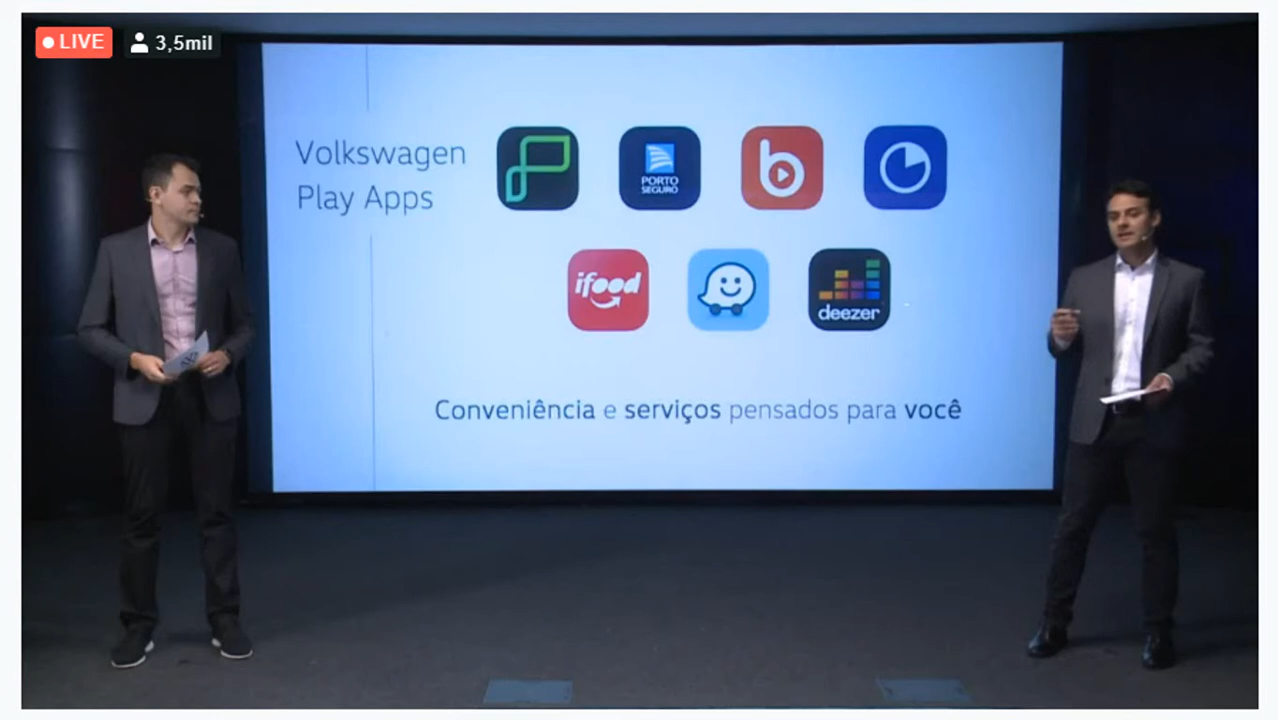 LIVE
3,5mil
Volkswagen
Play Apps
PORTO
SEGURO
b
ifood
deezer
Conveniência e serviços pensados para você